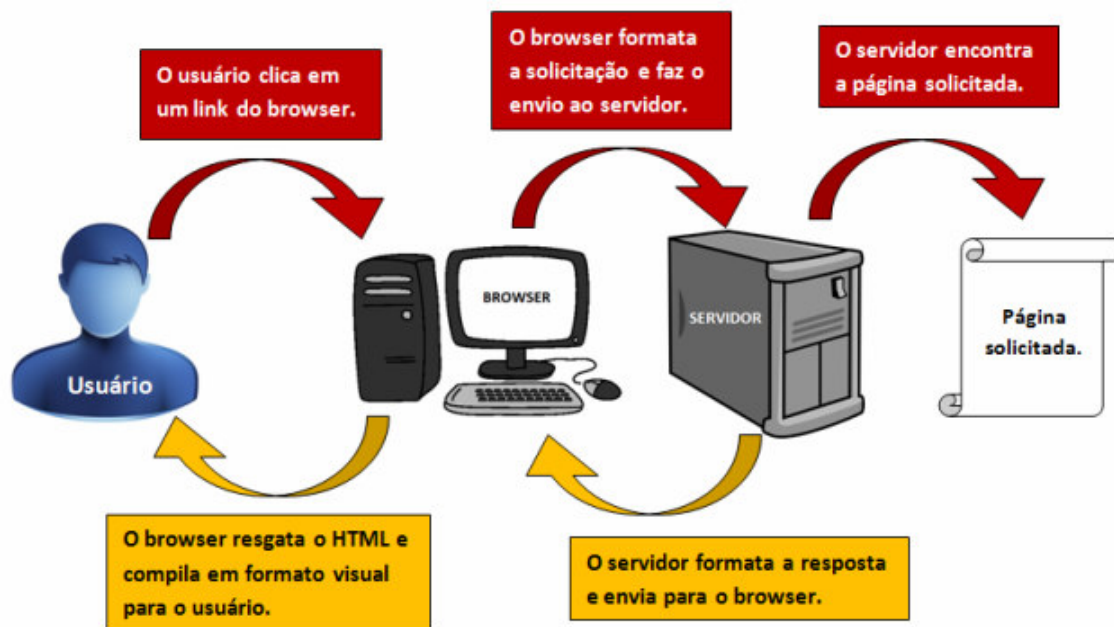 O usuário clica em
um link do browser.
O browser formata
a solicitação e faz o
envio ao servidor.
O servidor encontra
a página solicitada.
Usuário
BROWSER
SERVIDOR
Página
solicitada.
O browser resgata o HTML e
compila em formato visual
para o usuário.
O servidor formata a resposta
e envia para o browser.